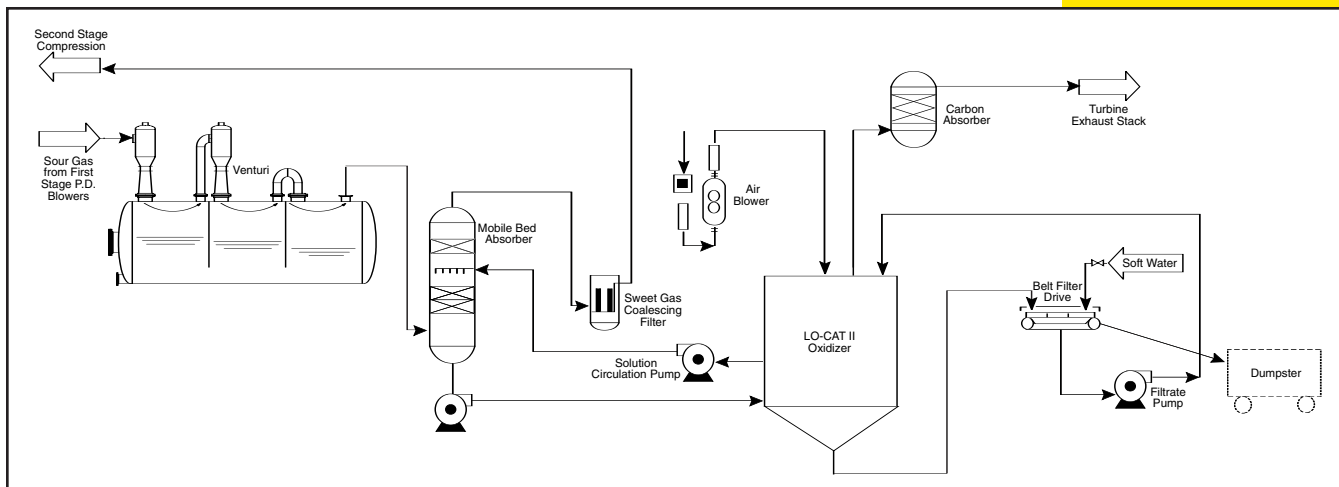 Second Stage
Compression
Sour Gas
from First
Stage P.D.
Blowers
Venturi
Mobile Bed
Absorber
Sweet Gas
Coalescing
Filter
Solution
Circulation Pump
Air
Blower
LO-CAT II
Oxidizer
Carbon
Absorber
Turbine
Exhaust Stack
Soft Water
Belt Filter
Drive
Filtrate
Pump
Dumpster